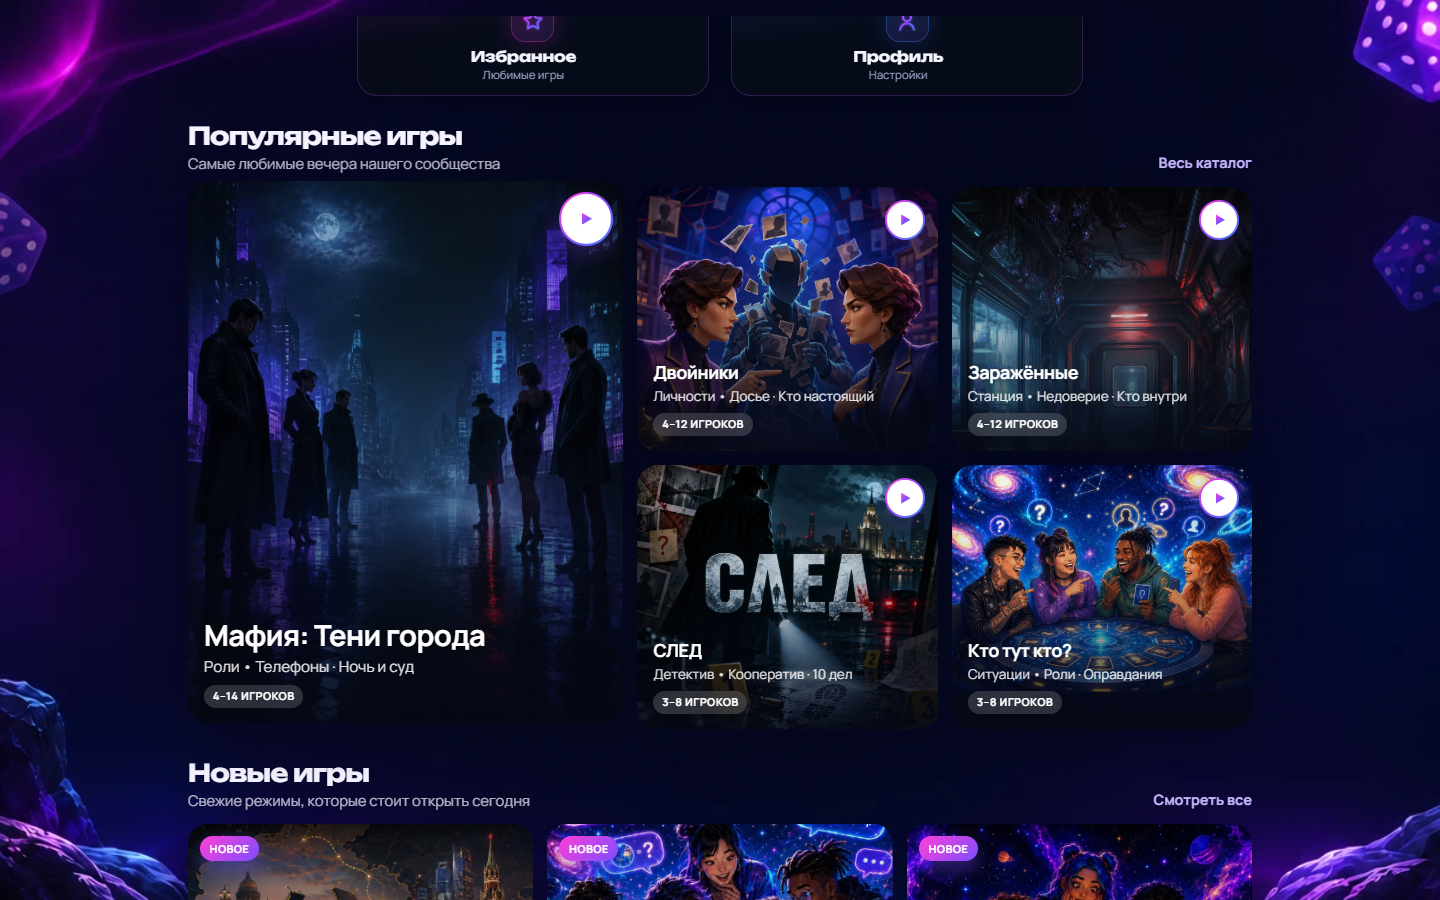 Избранное
Любимые игры
Профиль
Настройки
Популярные игры
Самые любимые вечера нашего сообщества
Весь каталог
Мафия: Тени города
Роли • Телефоны · Ночь и суд
4–14 ИГРОКОВ
Двойники
Личности • Досье · Кто настоящий
4–12 ИГРОКОВ
Заражённые
Станция • Недоверие · Кто внутри
4–12 ИГРОКОВ
?
СЛЕД
2
3
СЛЕД
Детектив • Кооператив · 10 дел
3–8 ИГРОКОВ
?
?
?
Кто тут кто?
Ситуации • Роли · Оправдания
3–8 ИГРОКОВ
Новые игры
Свежие режимы, которые стоит открыть сегодня
Смотреть все
НОВОЕ
НОВОЕ
?
НОВОЕ